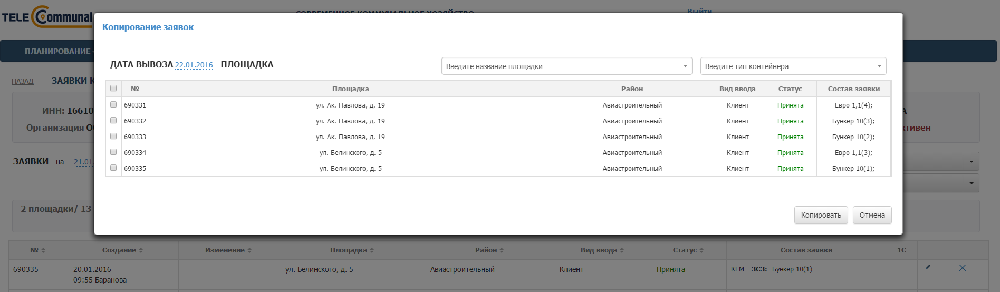 TELE Communal
Выйти
Копирование заявок
ПЛАНИРОВАНИЕ
ДАТА ВЫВОЗА 22.01.2016 ПЛОЩАДКА Введите название площадки Введите тип контейнера
НАЗАД ЗАЯВКИ К
№ Площадка Район Вид ввода Статус Состав заявки
690331 ул. Ак. Павлова, д. 19 Авиастроительный Клиент Принята Евро 1,1(4);
690332 ул. Ак. Павлова, д. 19 Авиастроительный Клиент Принята Бункер 10(3);
690333 ул. Ак. Павлова, д. 19 Авиастроительный Клиент Принята Бункер 10(2);
690334 ул. Белинского, д. 5 Авиастроительный Клиент Принята Евро 1,1(3);
690335 ул. Белинского, д. 5 Авиастроительный Клиент Принята Бункер 10(1);
ИНН: 16610
Организация
ЗАЯВКИ на 21.01
2 площадки/ 13
Копировать Отмена
№ Создание Изменение Площадка Район Вид ввода Статус Состав заявки 1С
690335 20.01.2016 ул. Белинского, д. 5 Авиастроительный Клиент Принята КГМ ЗСЗ: Бункер 10(1)
09:55 Баранова